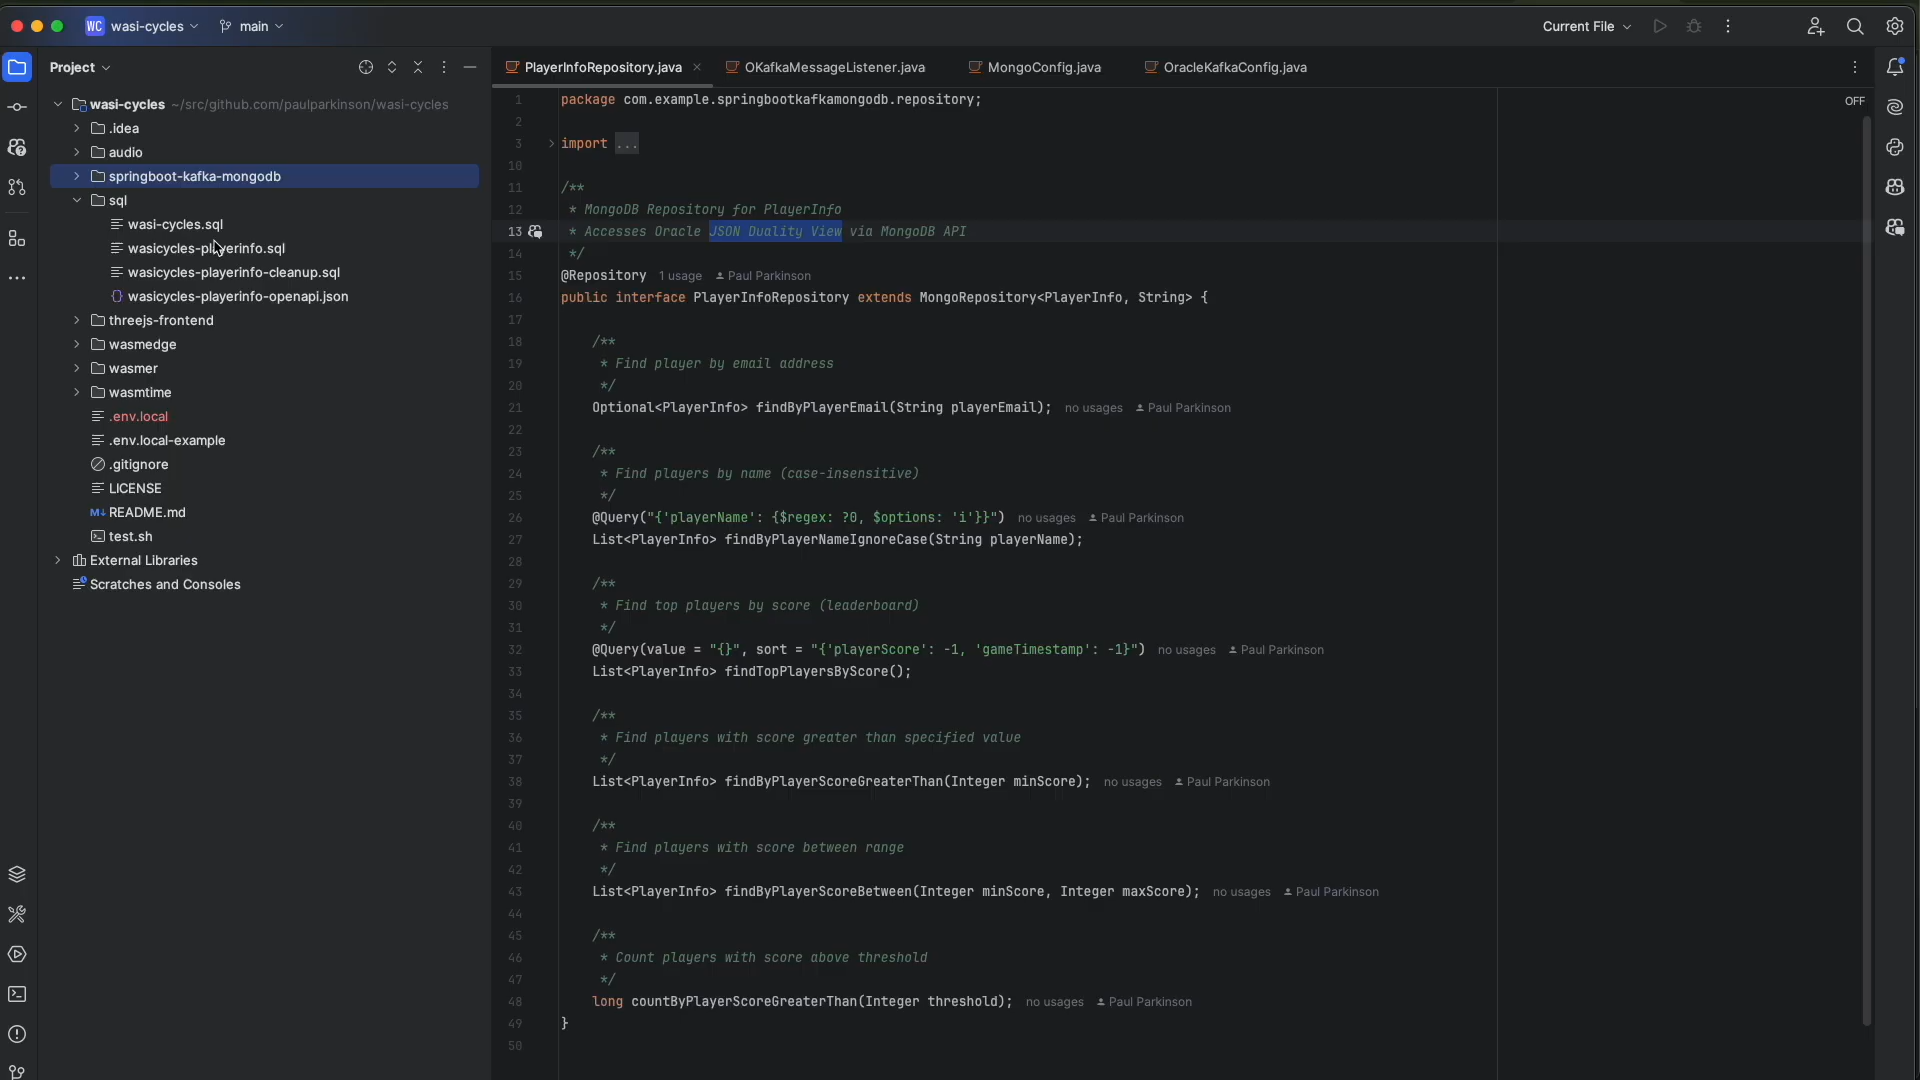 WC wasi-cycles main Current File
Project
wasi-cycles ~/src/github.com/paulparkinson/wasi-cycles
.idea
audio
springboot-kafka-mongodb
sql
wasi-cycles.sql
wasicycles-playerinfo.sql
wasicycles-playerinfo-cleanup.sql
wasicycles-playerinfo-openapi.json
threejs-frontend
wasmedge
wasmer
wasmtime
.env.local
.env.local-example
.gitignore
LICENSE
M↓ README.md
test.sh
External Libraries
Scratches and Consoles
PlayerInfoRepository.java OKafkaMessageListener.java MongoConfig.java OracleKafkaConfig.java
OFF
1 package com.example.springbootkafkamongodb.repository;
2
3 import ...
10
11 /**
12 * MongoDB Repository for PlayerInfo
13 * Accesses Oracle JSON Duality View via MongoDB API
14 */
15 @Repository 1 usage Paul Parkinson
16 public interface PlayerInfoRepository extends MongoRepository<PlayerInfo, String> {
17
18 /**
19 * Find player by email address
20 */
21 Optional<PlayerInfo> findByPlayerEmail(String playerEmail); no usages Paul Parkinson
22
23 /**
24 * Find players by name (case-insensitive)
25 */
26 @Query("{'playerName': {$regex: ?0, $options: 'i'}}") no usages Paul Parkinson
27 List<PlayerInfo> findByPlayerNameIgnoreCase(String playerName);
28
29 /**
30 * Find top players by score (leaderboard)
31 */
32 @Query(value = "{}", sort = "{'playerScore': -1, 'gameTimestamp': -1}") no usages Paul Parkinson
33 List<PlayerInfo> findTopPlayersByScore();
34
35 /**
36 * Find players with score greater than specified value
37 */
38 List<PlayerInfo> findByPlayerScoreGreaterThan(Integer minScore); no usages Paul Parkinson
39
40 /**
41 * Find players with score between range
42 */
43 List<PlayerInfo> findByPlayerScoreBetween(Integer minScore, Integer maxScore); no usages Paul Parkinson
44
45 /**
46 * Count players with score above threshold
47 */
48 long countByPlayerScoreGreaterThan(Integer threshold); no usages Paul Parkinson
49 }
50